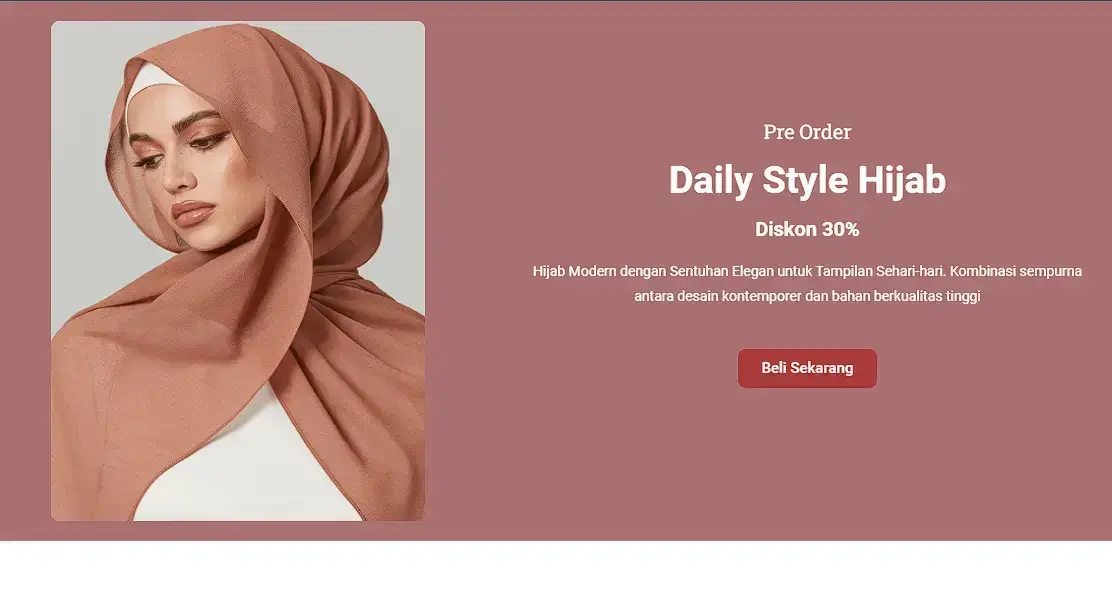 Pre Order
Daily Style Hijab
Diskon 30%
Hijab Modern dengan Sentuhan Elegan untuk Tampilan Sehari-hari. Kombinasi sempurna
antara desain kontemporer dan bahan berkualitas tinggi
Beli Sekarang